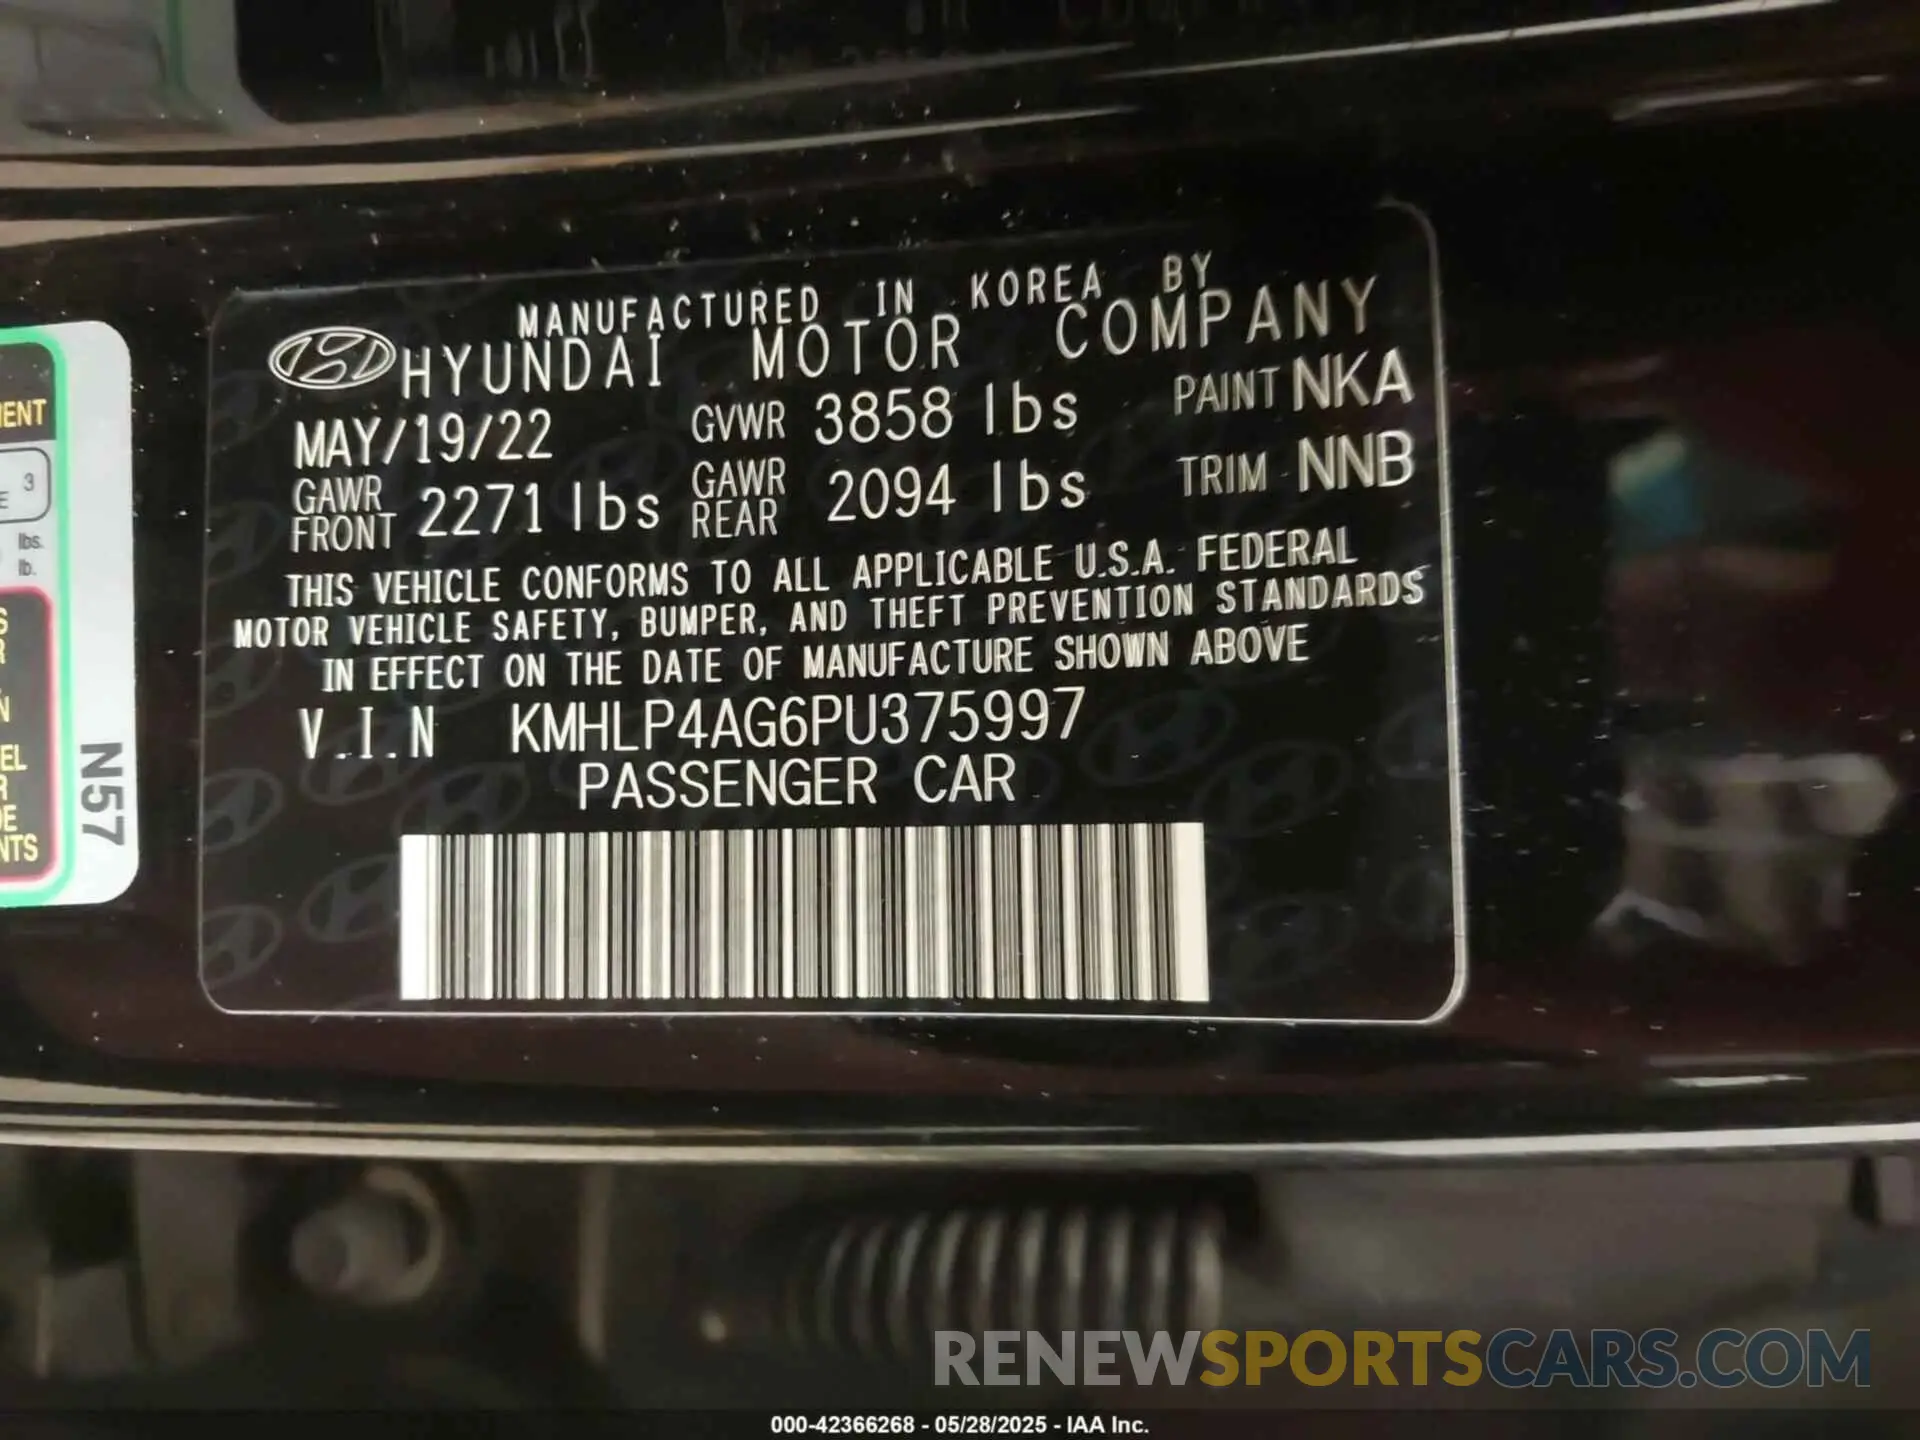 MANUFACTURED IN KOREA BY
HYUNDAI MOTOR COMPANY
MAY/19/22 GVWR 3858 lbs PAINT NKA
GAWR FRONT 2271 lbs GAWR REAR 2094 lbs TRIM NNB
THIS VEHICLE CONFORMS TO ALL APPLICABLE U.S.A. FEDERAL
MOTOR VEHICLE SAFETY, BUMPER, AND THEFT PREVENTION STANDARDS
IN EFFECT ON THE DATE OF MANUFACTURE SHOWN ABOVE
V.I.N KMHLP4AG6PU375997
PASSENGER CAR
3
lbs.
lb.
N57
RENEWSPORTSCARS.COM
000-42366268 - 05/28/2025 - IAA Inc.